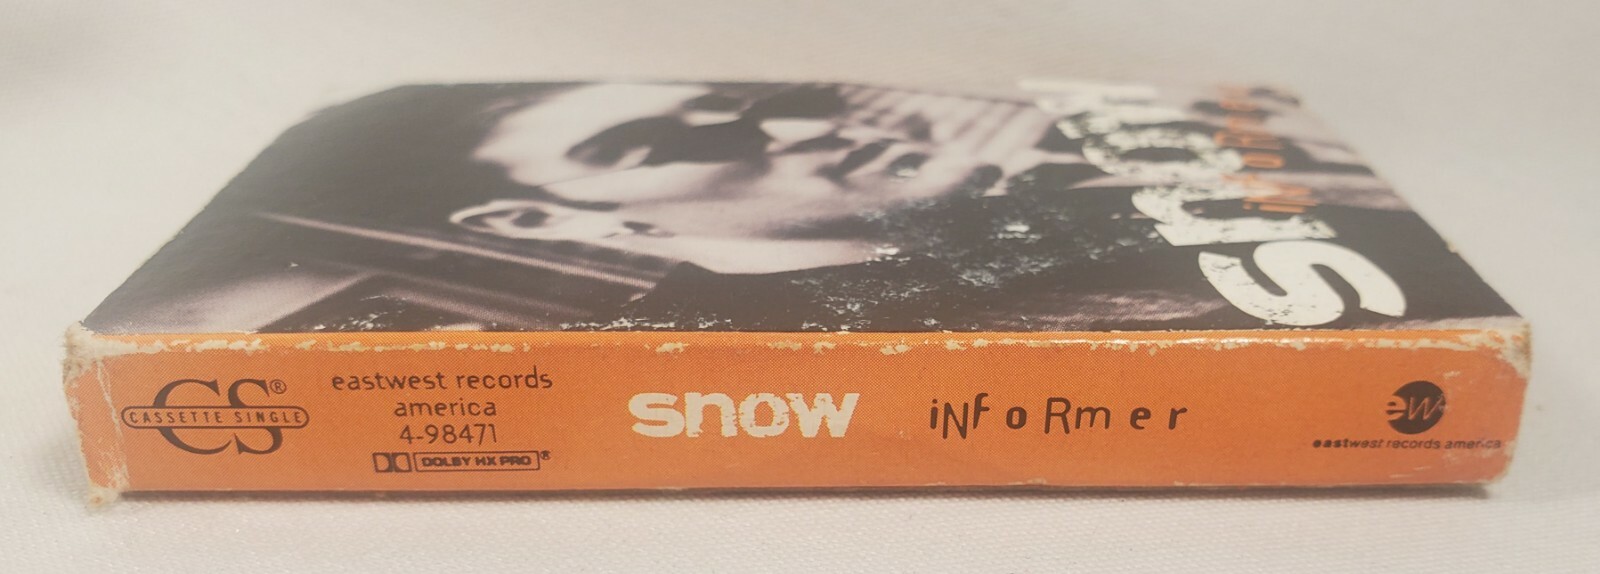 snow
informer
CS®
CASSETTE SINGLE
eastwest records
america
4-98471
DOLBY HX PRO®
snow
iNFoRmer
ew
eastwest records america